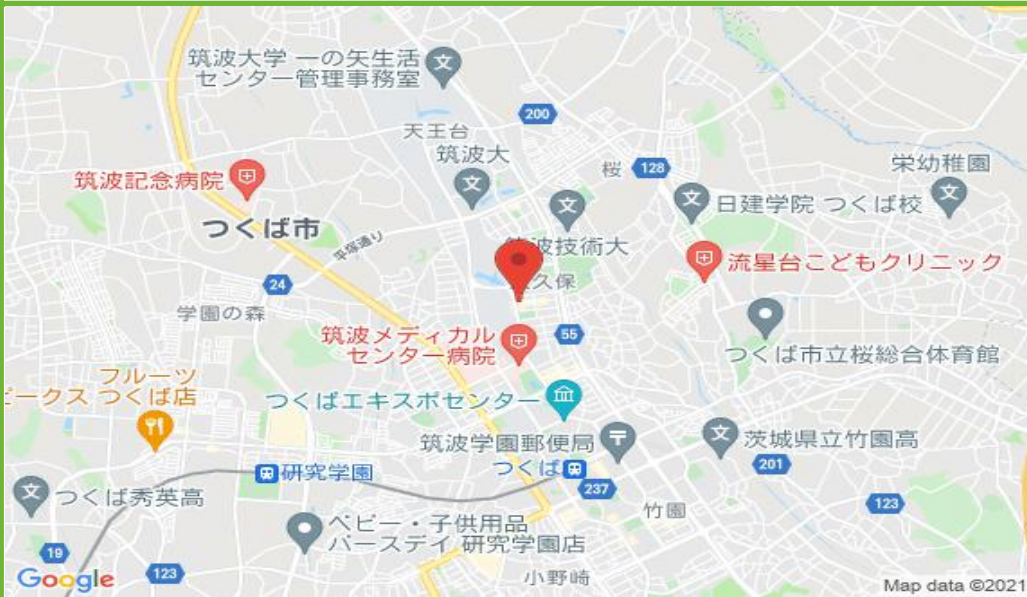 筑波大学 一の矢生活
センター管理事務室
200
天王台
筑波大
桜
128
栄幼稚園
筑波記念病院
日建学院 つくば校
つくば市
平塚通り
波技術大
流星台こどもクリニック
久保
24
学園の森
筑波メディカル
センター病院
55
つくば市立桜総合体育館
フルーツ
ークス つくば店
つくばエキスポセンター
筑波学園郵便局
茨城県立竹園高
つくば
201
研究学園
237
つくば秀英高
竹園
123
ベビー・子供用品
バースデイ 研究学園店
19
123
小野崎
Google
Map data ©2021